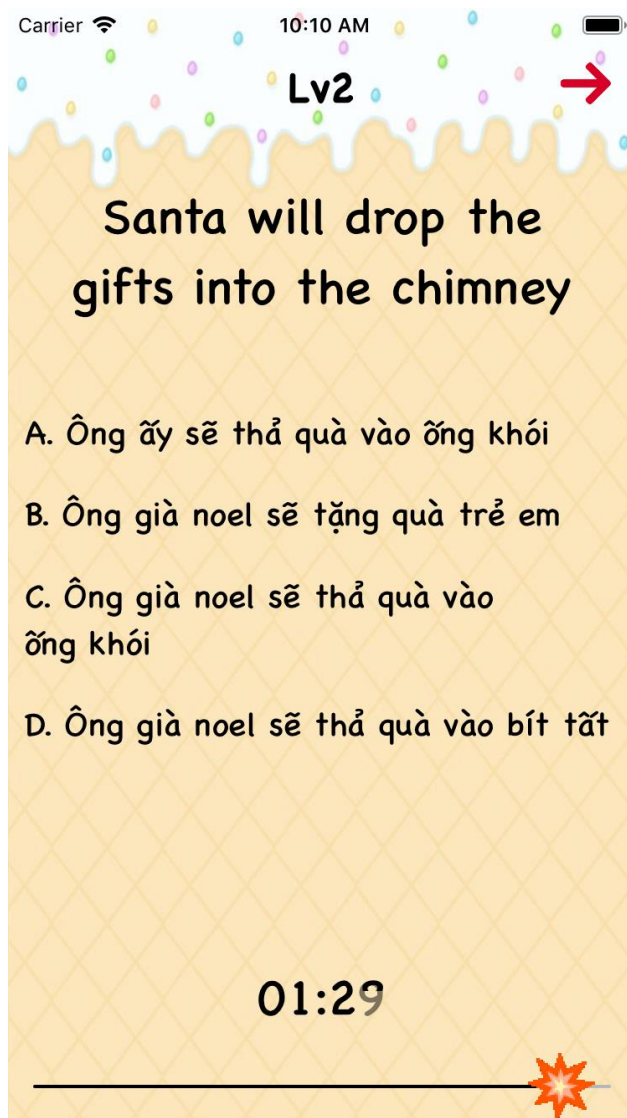 Carrier
10:10 AM
Lv2
Santa will drop the
gifts into the chimney
A. Ông ấy sẽ thả quà vào ống khói
B. Ông già noel sẽ tặng quà trẻ em
C. Ông già noel sẽ thả quà vào
ống khói
D. Ông già noel sẽ thả quà vào bít tất
01:29